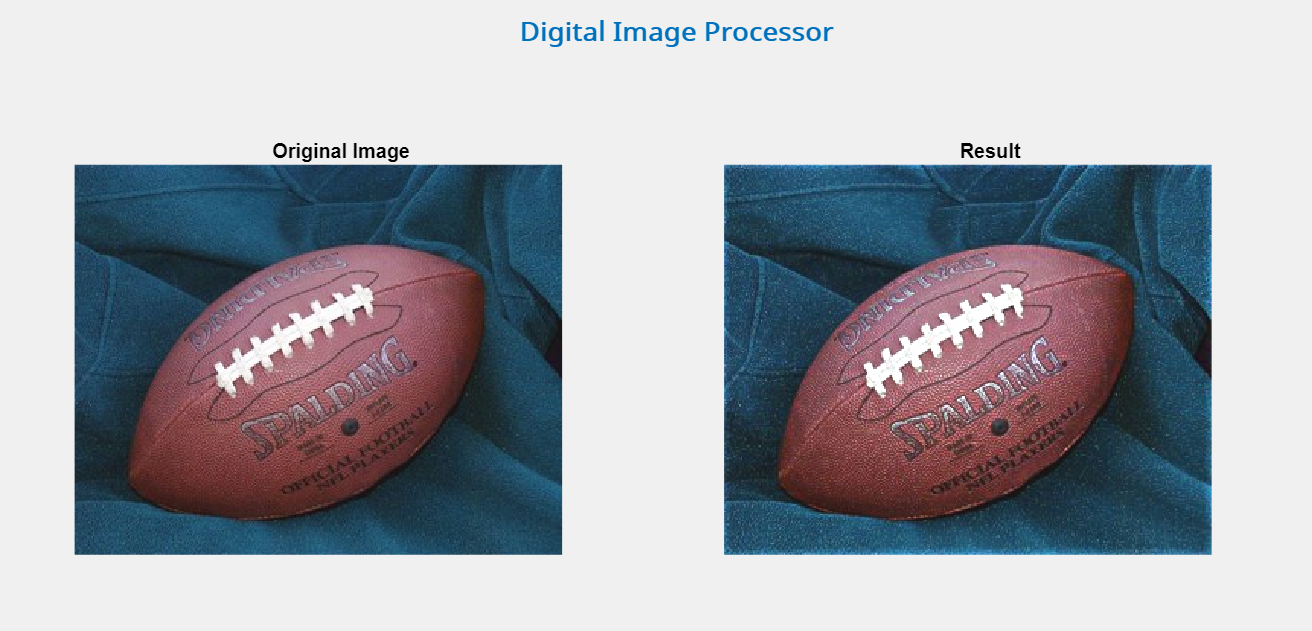 Digital Image Processor
Original Image
SPALDING
OFFICIAL FOOTBALL
NFL PLAYERS
Result
SPALDING
OFFICIAL FOOTBALL
NFL PLAYERS